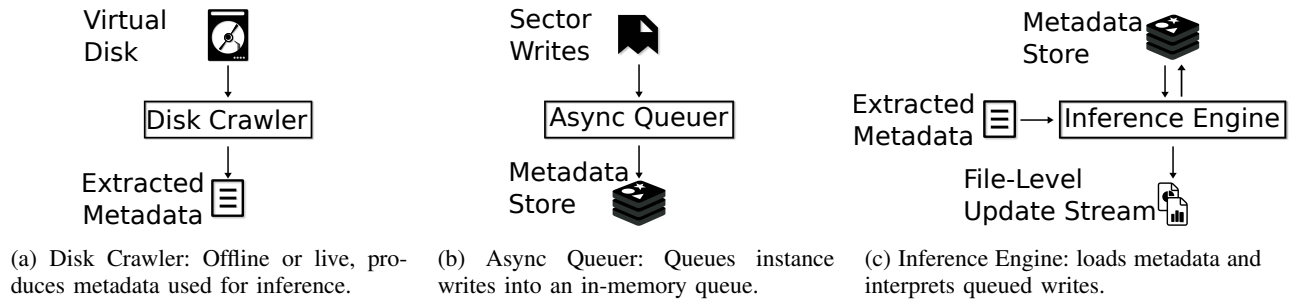 Virtual
Disk
Disk Crawler
Extracted
Metadata
(a) Disk Crawler: Offline or live, pro-
duces metadata used for inference.
Sector
Writes
Async Queuer
Metadata
Store
(b) Async Queuer: Queues instance
writes into an in-memory queue.
Metadata
Store
Extracted
Metadata
Inference Engine
File-Level
Update Stream
(c) Inference Engine: loads metadata and
interprets queued writes.